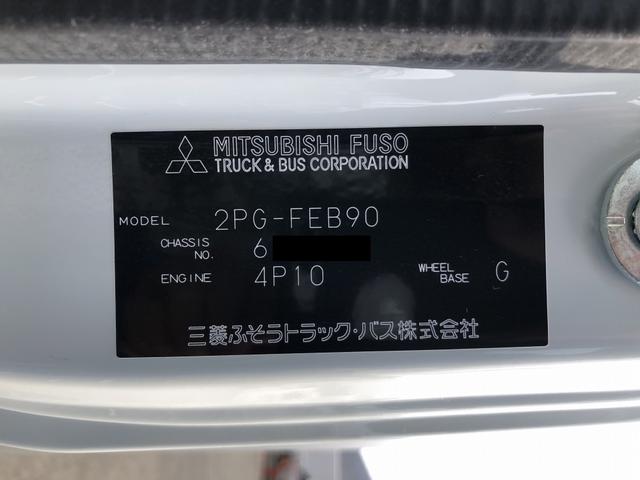 MITSUBISHI FUSO
TRUCK & BUS CORPORATION
MODEL 2PG-FEB90
CHASSIS NO. 6
ENGINE 4P10 WHEEL BASE G
三菱ふそうトラック・バス株式会社